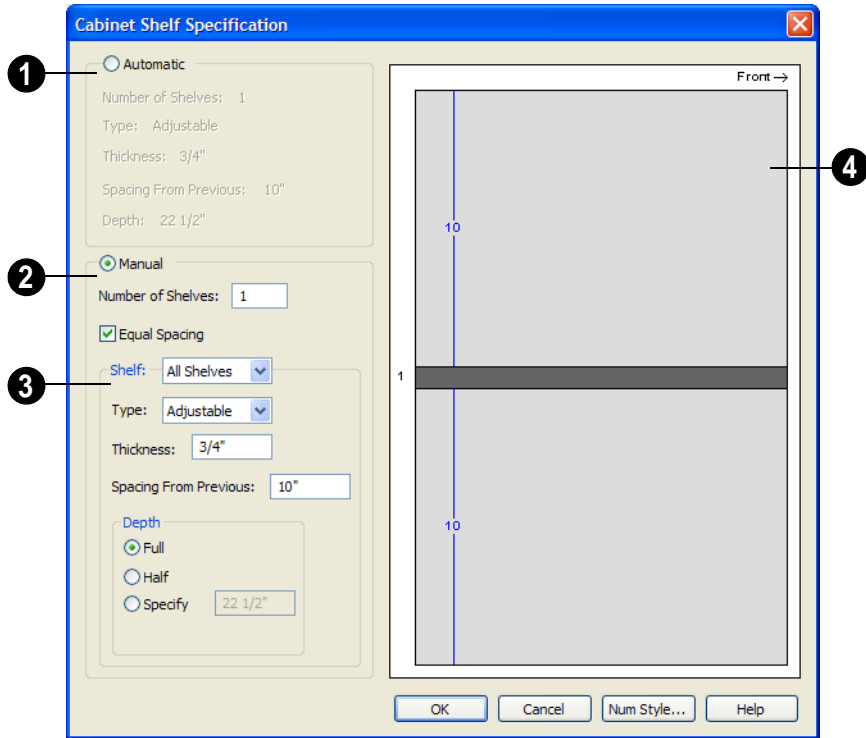 Cabinet Shelf Specification
1
Automatic
Number of Shelves: 1
Type: Adjustable
Thickness: 3/4"
Spacing From Previous: 10"
Depth: 22 1/2"
2
Manual
Number of Shelves: 1
Equal Spacing
3
Shelf: All Shelves
Type: Adjustable
Thickness: 3/4"
Spacing From Previous: 10"
Depth
Full
Half
Specify 22 1/2"
Front →
4
10
1
10
OK Cancel Num Style... Help